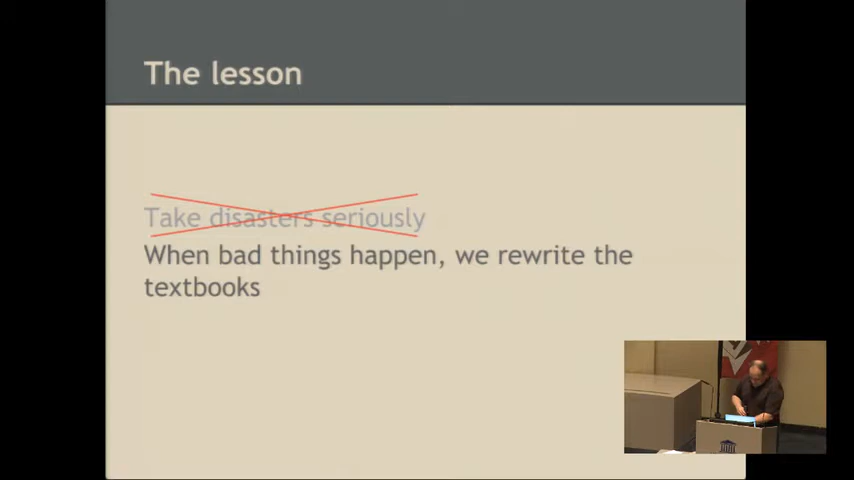 The lesson
Take disasters seriously
When bad things happen, we rewrite the
textbooks